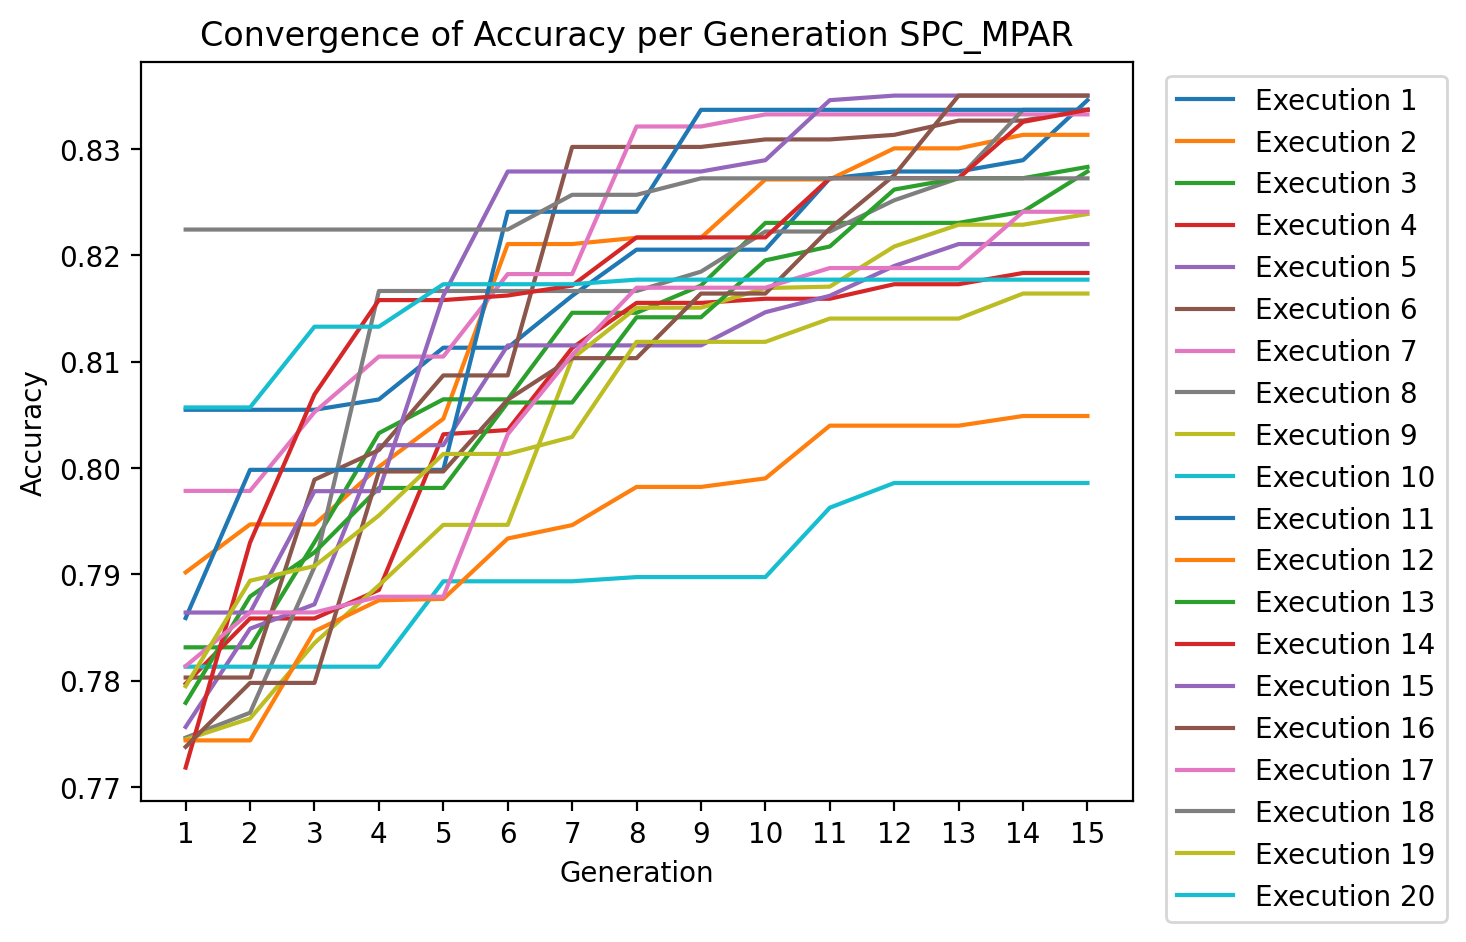 Convergence of Accuracy per Generation SPC_MPAR
Accuracy
0.83
0.82
0.81
0.80
0.79
0.78
0.77
1 2 3 4 5 6 7 8 9 10 11 12 13 14 15
Generation
Execution 1
Execution 2
Execution 3
Execution 4
Execution 5
Execution 6
Execution 7
Execution 8
Execution 9
Execution 10
Execution 11
Execution 12
Execution 13
Execution 14
Execution 15
Execution 16
Execution 17
Execution 18
Execution 19
Execution 20